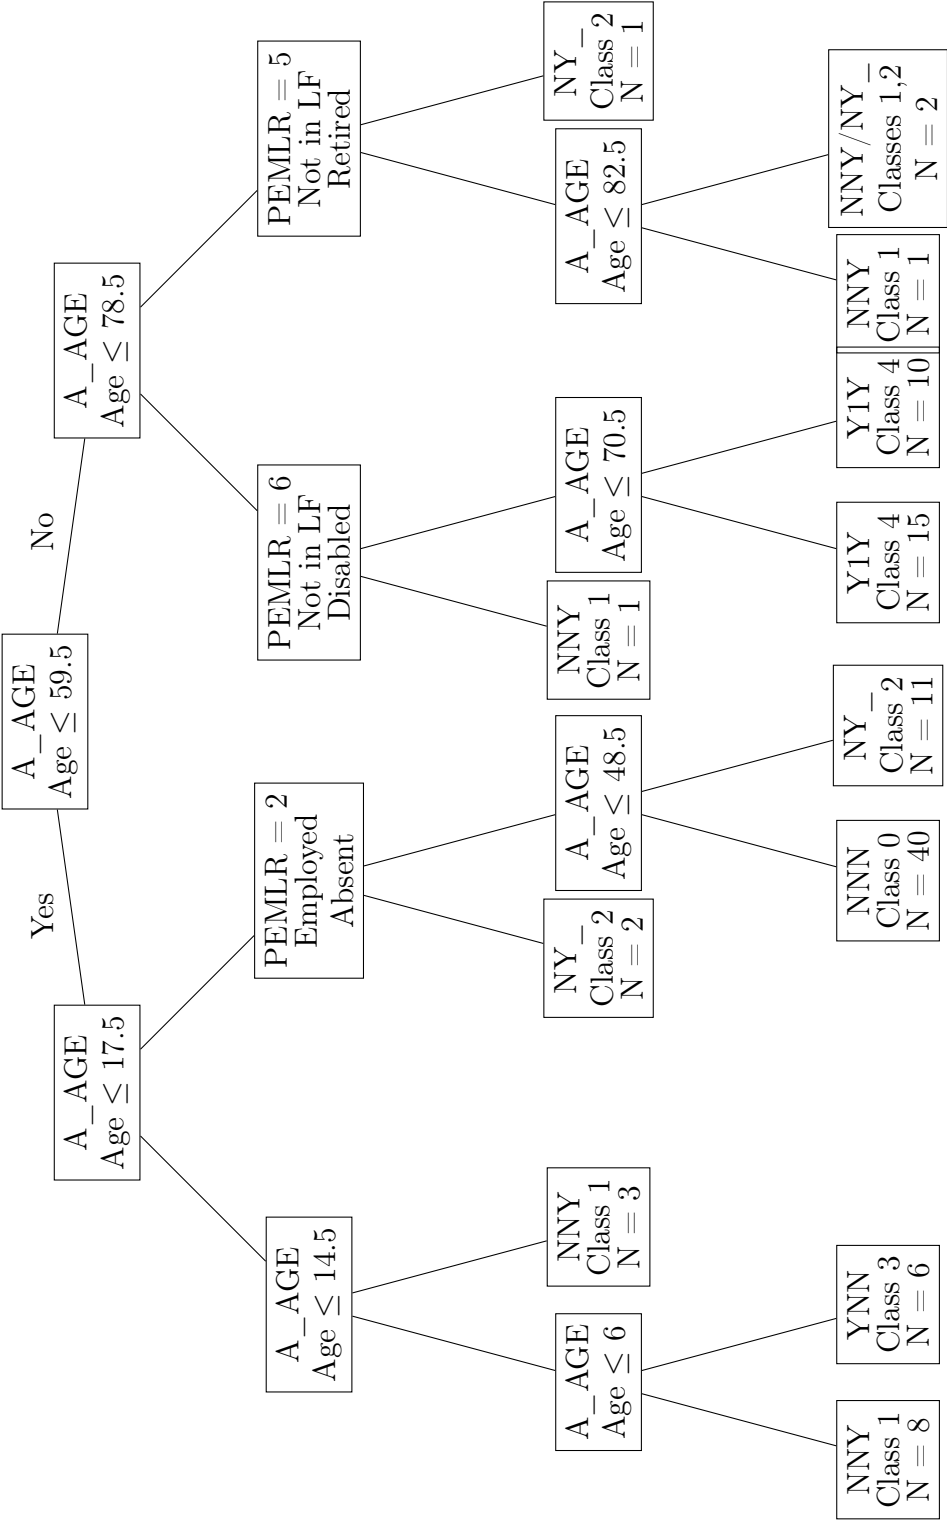 A_AGE
Age ≤ 59.5
Yes
No
A_AGE
Age ≤ 17.5
A_AGE
Age ≤ 78.5
A_AGE
Age ≤ 14.5
PEMLR = 2
Employed
Absent
PEMLR = 6
Not in LF
Disabled
PEMLR = 5
Not in LF
Retired
A_AGE
Age ≤ 6
NNY
Class 1
N = 3
NY_
Class 2
N = 2
A_AGE
Age ≤ 48.5
NNY
Class 1
N = 1
A_AGE
Age ≤ 70.5
A_AGE
Age ≤ 82.5
NY_
Class 2
N = 1
NNY
Class 1
N = 8
YNN
Class 3
N = 6
NNN
Class 0
N = 40
NY_
Class 2
N = 11
Y1Y
Class 4
N = 15
Y1Y
Class 4
N = 10
NNY
Class 1
N = 1
NNY/NY_
Classes 1,2
N = 2